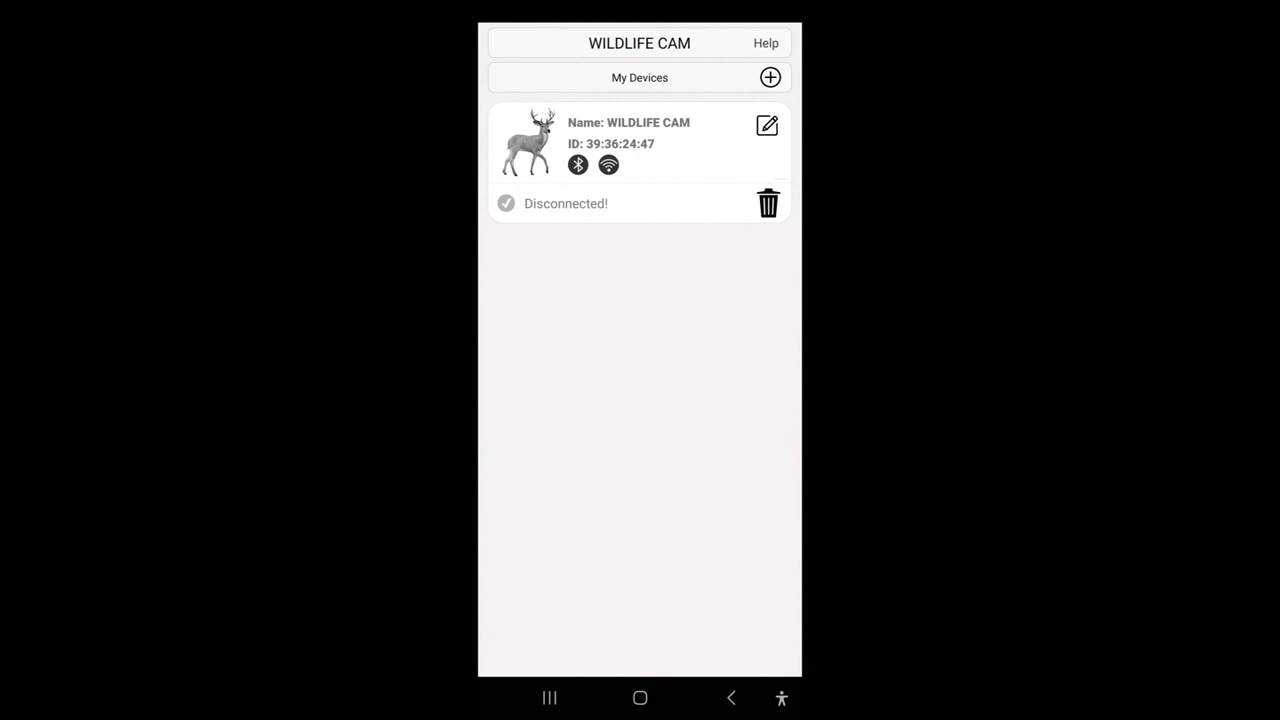 WILDLIFE CAM Help
My Devices
Name: WILDLIFE CAM
ID: 39:36:24:47
Disconnected!